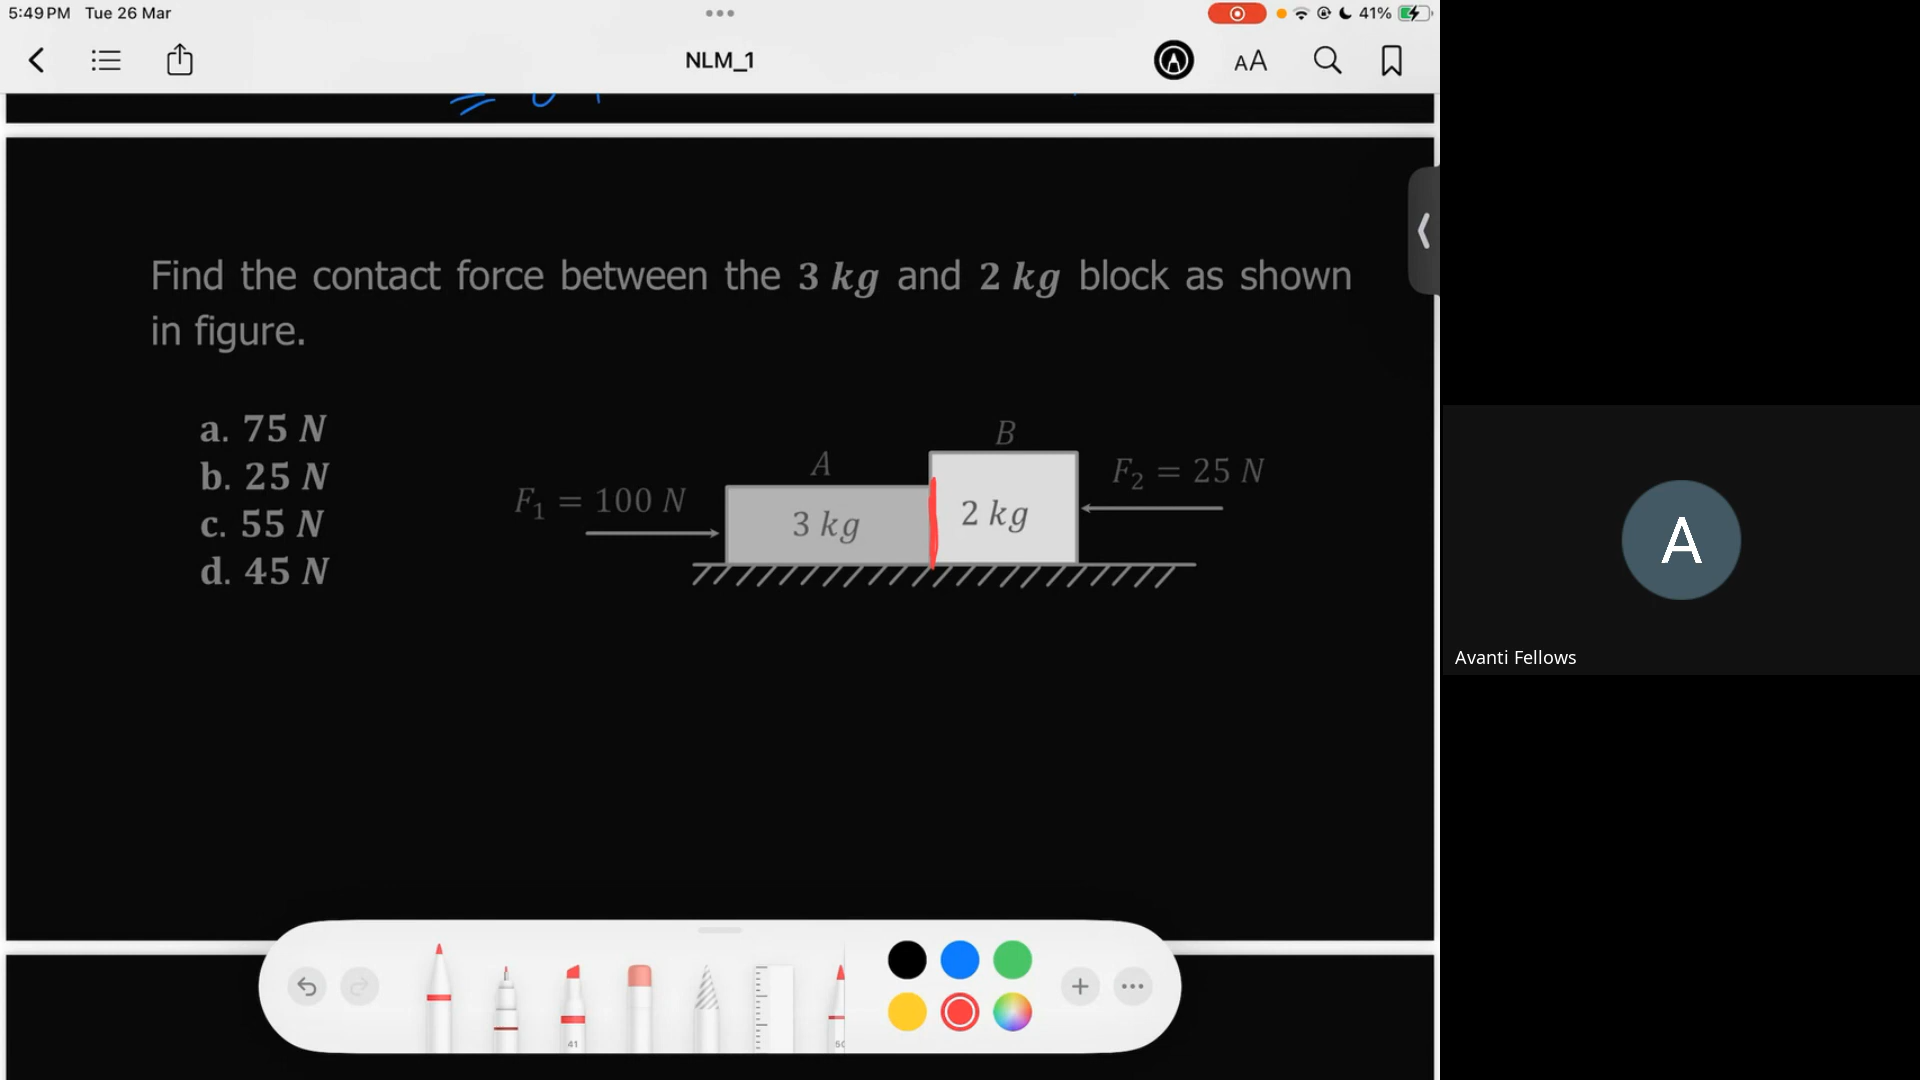 5:49 PM Tue 26 Mar
41%
NLM_1
AA
Find the contact force between the 3 kg and 2 kg block as shown
in figure.
a. 75 N
b. 25 N
c. 55 N
d. 45 N
F₁ = 100 N
A
3 kg
B
2 kg
F₂ = 25 N
41
50
A
Avanti Fellows